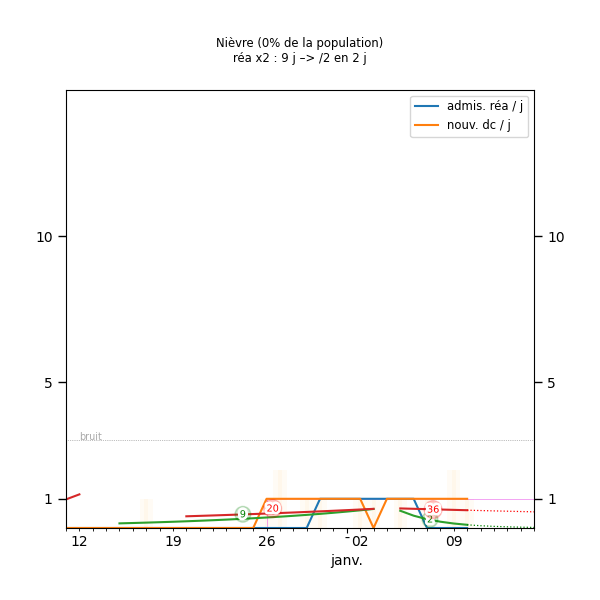 Nièvre (0% de la population)
réa x2 : 9 j –> /2 en 2 j
admis. réa / j
nouv. dc / j
10 10
5 5
bruit
1 1
9 20 36
2
12 19 26 02 09
janv.